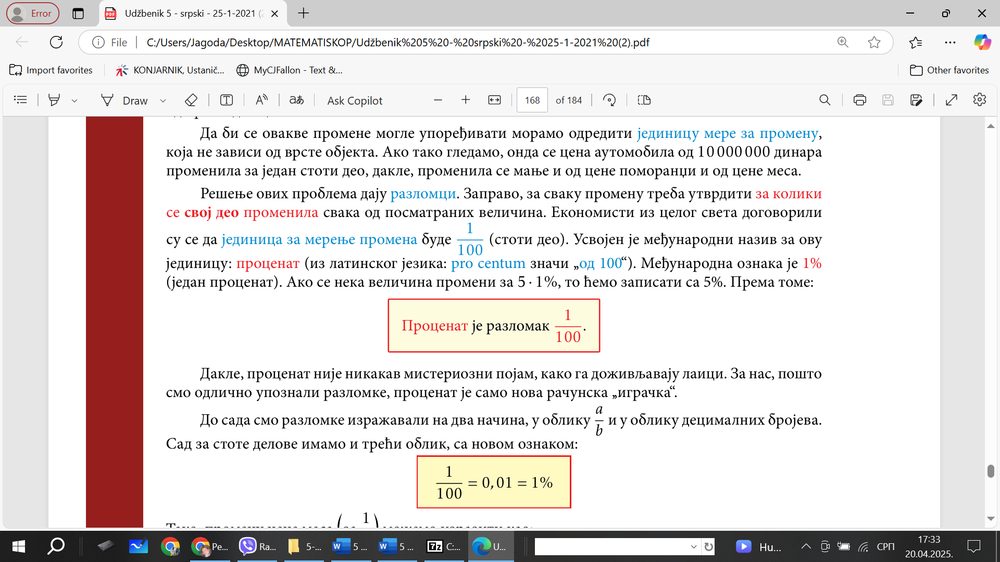 Error
Udžbenik 5 - srpski - 25-1-2021 (2
File
C:/Users/Jagoda/Desktop/MATEMATISKOP/Udžbenik%205%20-%20srpski%20-%2025-1-2021%20(2).pdf
Import favorites
KONJARNIK, Ustanič...
MyCJFallon - Text &...
Other favorites
Draw
Ask Copilot
168 of 184
Да би се овакве промене могле упоређивати морамо одредити јединицу мере за промену,
која не зависи од врсте објекта. Ако тако гледамо, онда се цена аутомобила од 10 000 000 динара
променила за један стоти део, дакле, променила се мање и од цене поморанџи и од цене меса.
Решење ових проблема дају разломци. Заправо, за сваку промену треба утврдити за колики
се свој део променила свака од посматраних величина. Економисти из целог света договорили
су се да јединица за мерење промена буде 1/100 (стоти део). Усвојен је међународни назив за ову
јединицу: проценат (из латинског језика: pro centum значи „од 100“). Међународна ознака је 1%
(један проценат). Ако се нека величина промени за 5 · 1%, то ћемо записати са 5%. Према томе:
Проценат је разломак 1/100.
Дакле, проценат није никакав мистериозни појам, како га доживљавају лаици. За нас, пошто
смо одлично упознали разломке, проценат је само нова рачунска „играчка“.
До сада смо разломке изражавали на два начина, у облику a/b и у облику децималних бројева.
Сад за стоте делове имамо и трећи облик, са новом ознаком:
1/100 = 0,01 = 1%
Pe...
Ra...
5-...
5 ...
5 ...
C:...
U...
Hu...
СРП
17:33
20.04.2025.